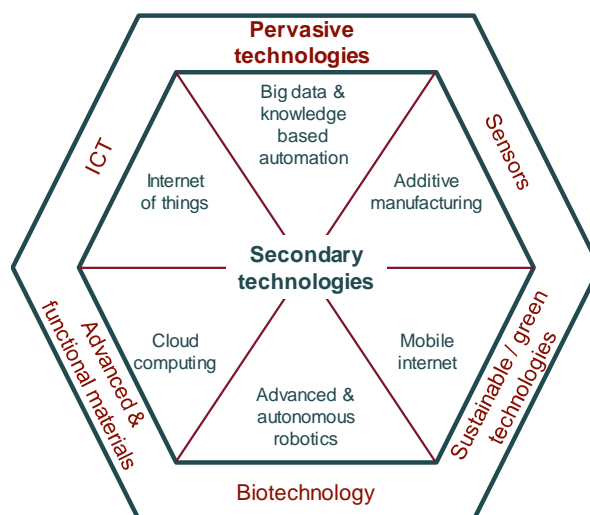 Pervasive
technologies
Big data &
knowledge
based
automation
ICT
Sensors
Internet
of things
Additive
manufacturing
Secondary
technologies
Cloud
computing
Mobile
internet
Advanced &
functional materials
Advanced &
autonomous
robotics
Sustainable / green
technologies
Biotechnology